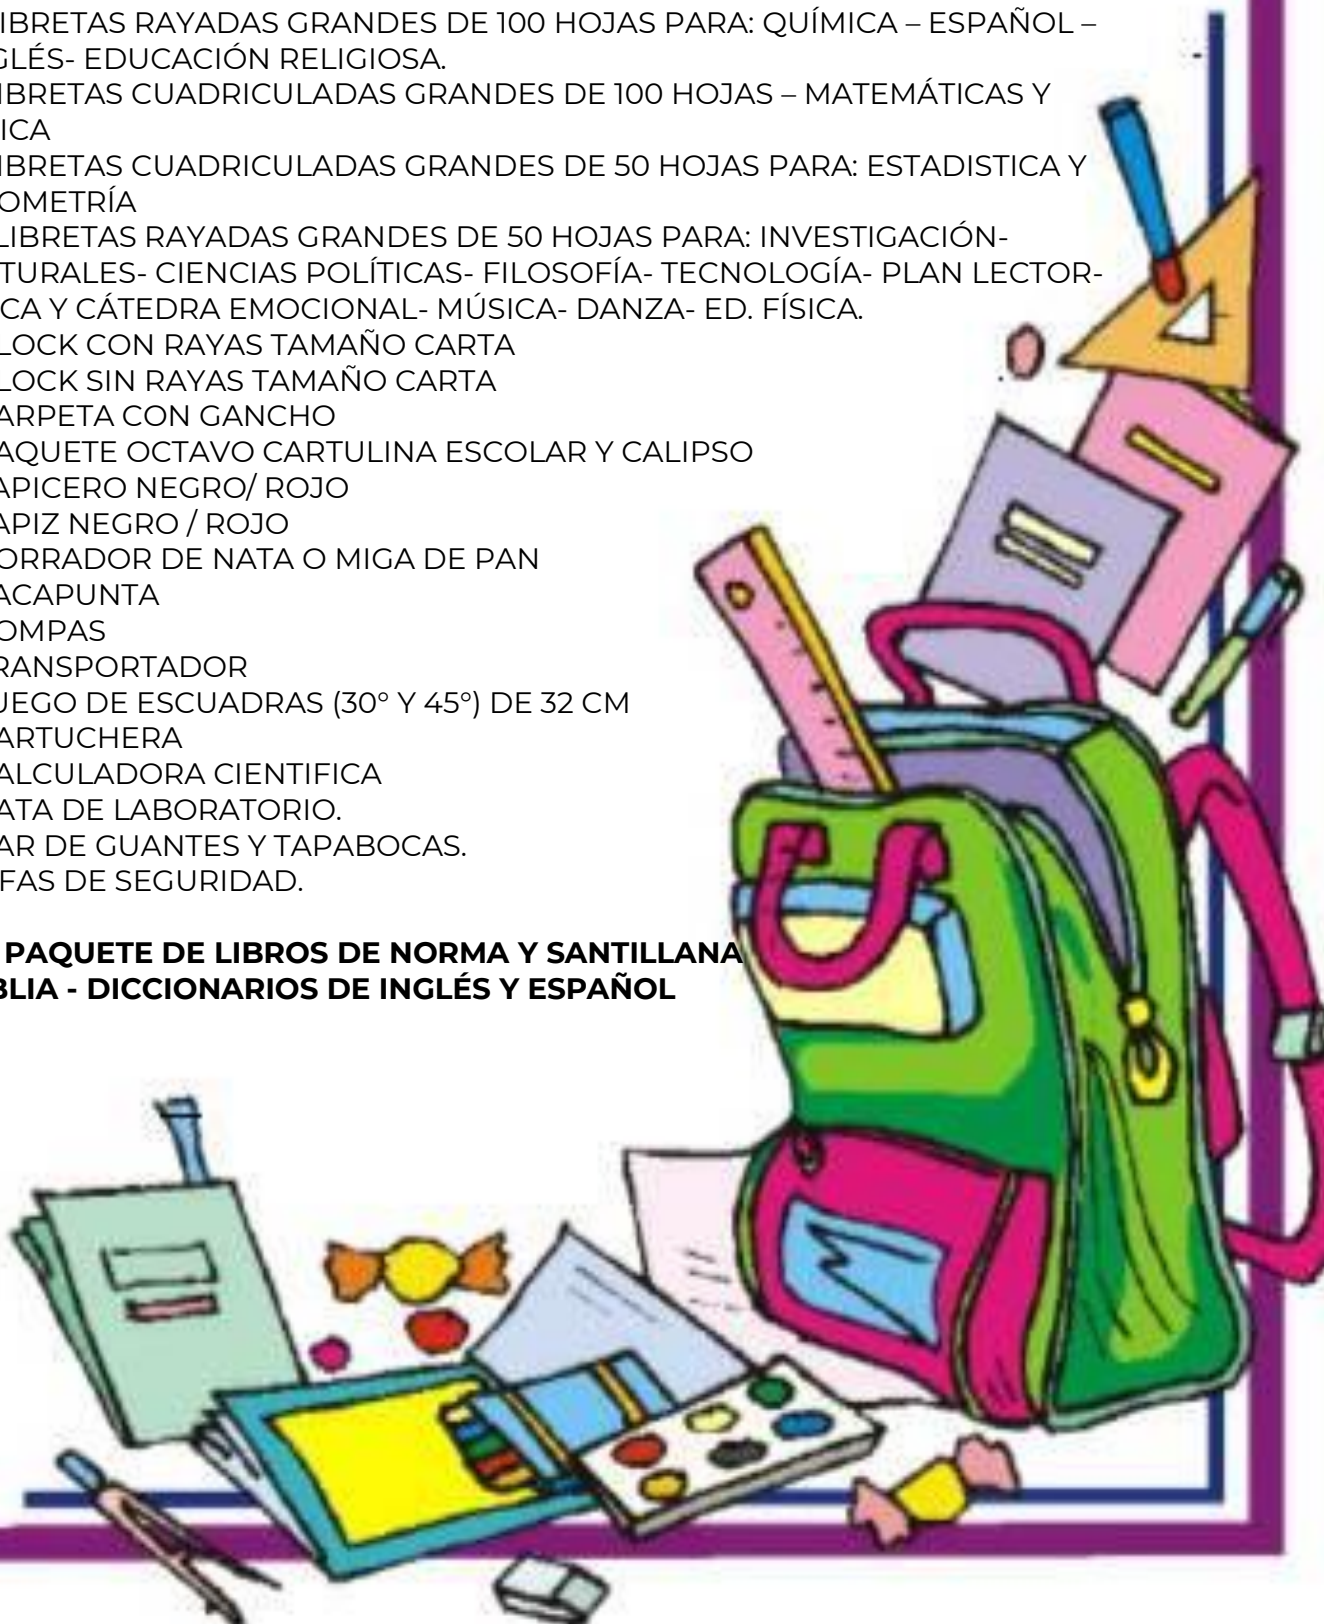 IBRETAS RAYADAS GRANDES DE 100 HOJAS PARA: QUÍMICA – ESPAÑOL –
GLÉS- EDUCACIÓN RELIGIOSA.
IBRETAS CUADRICULADAS GRANDES DE 100 HOJAS – MATEMÁTICAS Y
ICA
IBRETAS CUADRICULADAS GRANDES DE 50 HOJAS PARA: ESTADISTICA Y
OMETRÍA
LIBRETAS RAYADAS GRANDES DE 50 HOJAS PARA: INVESTIGACIÓN-
TURALES- CIENCIAS POLÍTICAS- FILOSOFÍA- TECNOLOGÍA- PLAN LECTOR-
ICA Y CÁTEDRA EMOCIONAL- MÚSICA- DANZA- ED. FÍSICA.
LOCK CON RAYAS TAMAÑO CARTA
LOCK SIN RAYAS TAMAÑO CARTA
ARPETA CON GANCHO
AQUETE OCTAVO CARTULINA ESCOLAR Y CALIPSO
APICERO NEGRO/ ROJO
APIZ NEGRO / ROJO
ORRADOR DE NATA O MIGA DE PAN
ACAPUNTA
OMPAS
RANSPORTADOR
UEGO DE ESCUADRAS (30° Y 45°) DE 32 CM
ARTUCHERA
ALCULADORA CIENTIFICA
ATA DE LABORATORIO.
AR DE GUANTES Y TAPABOCAS.
FAS DE SEGURIDAD.
PAQUETE DE LIBROS DE NORMA Y SANTILLANA
BLIA - DICCIONARIOS DE INGLÉS Y ESPAÑOL